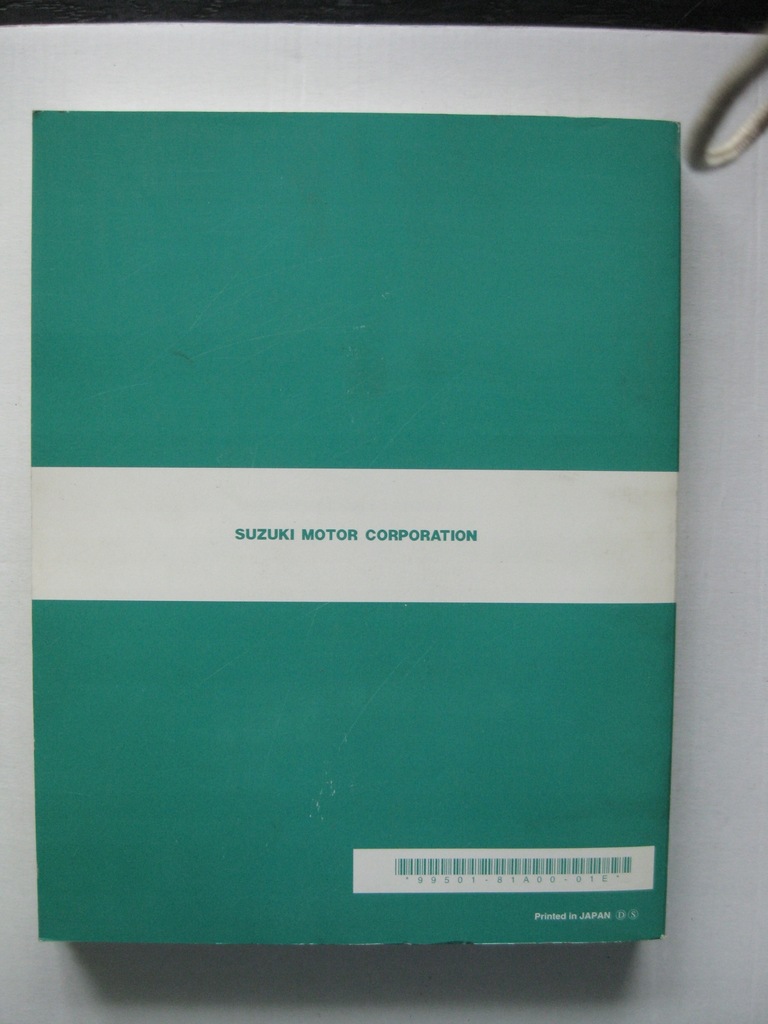 SUZUKI MOTOR CORPORATION
*99501-81A00-01E*
Printed in JAPAN Ⓓ Ⓢ